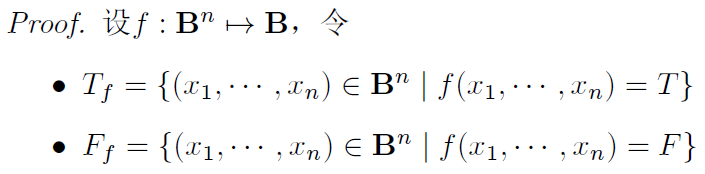 Proof. 设f : Bⁿ ↦ B，令
• T_f = {(x₁, ⋯ , xₙ) ∈ Bⁿ | f(x₁, ⋯ , xₙ) = T}
• F_f = {(x₁, ⋯ , xₙ) ∈ Bⁿ | f(x₁, ⋯ , xₙ) = F}